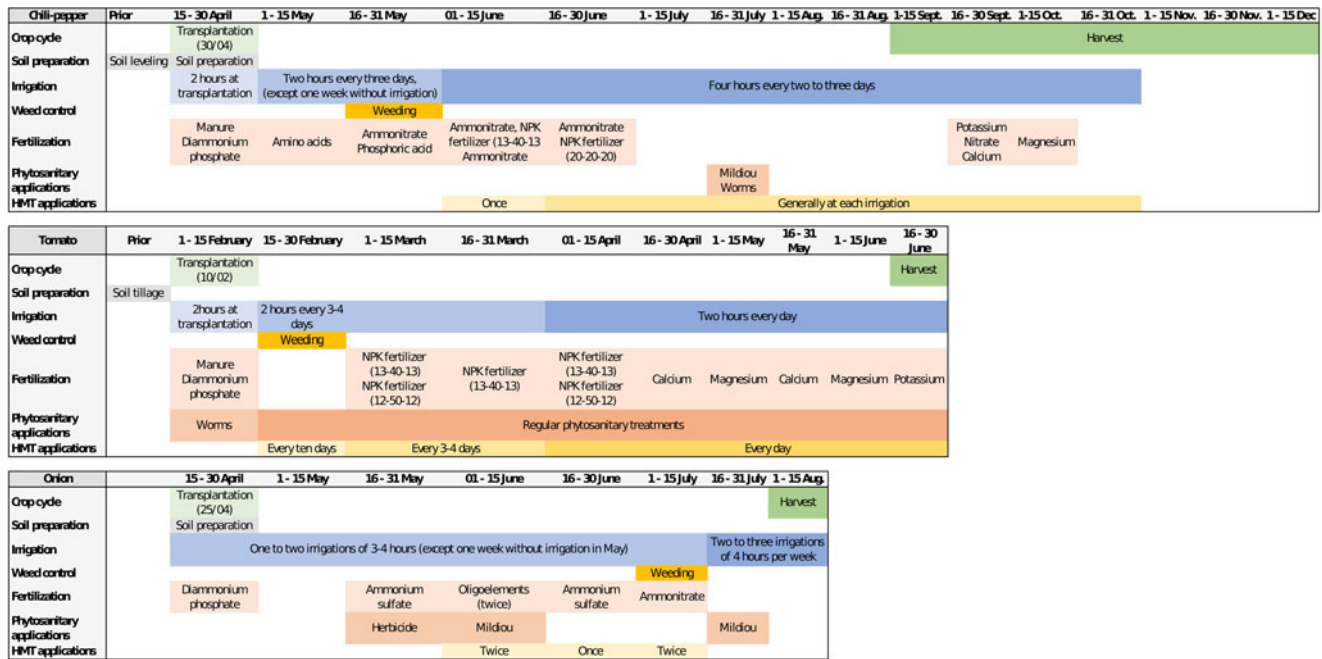 Chili-pepper Prior 15 - 30 April 1 - 15 May 16 - 31 May 01 - 15 June 16 - 30 June 1 - 15 July 16 - 31 July 1 - 15 Aug. 16 - 31 Aug. 1-15 Sept. 16 - 30 Sept. 1-15 Oct. 16 - 31 Oct. 1 - 15 Nov. 16 - 30 Nov. 1 - 15 Dec
Crop cycle
Transplantation
(30/04)
Harvest
Soil preparation Soil leveling Soil preparation
Irrigation
2 hours at
transplantation
Two hours every three days,
(except one week without irrigation)
Four hours every two to three days
Weed control Weeding
Fertilization
Manure
Diammonium
phosphate
Amino acids
Ammonitrate
Phosphoric acid
Ammonitrate, NPK
fertilizer (13-40-13
Ammonitrate
Ammonitrate
NPK fertilizer
(20-20-20)
Potassium
Nitrate
Calcium
Magnesium
Phytosanitary
applications
Mildiou
Worms
HMT applications Once Generally at each irrigation
Tomato Prior 1 - 15 February 15 - 30 February 1 - 15 March 16 - 31 March 01 - 15 April 16 - 30 April 1 - 15 May 16 - 31
May 1 - 15 June 16 - 30
June
Crop cycle
Transplantation
(10/02)
Harvest
Soil preparation Soil tillage
Irrigation
2hours at
transplantation
2 hours every 3-4
days
Two hours every day
Weed control Weeding
Fertilization
Manure
Diammonium
phosphate
NPK fertilizer
(13-40-13)
NPK fertilizer
(12-50-12)
NPK fertilizer
(13-40-13)
NPK fertilizer
(13-40-13)
NPK fertilizer
(12-50-12)
Calcium Magnesium Calcium Magnesium Potassium
Phytosanitary
applications
Worms Regular phytosanitary treatments
HMT applications Every ten days Every 3-4 days Every day
Onion 15 - 30 April 1 - 15 May 16 - 31 May 01 - 15 June 16 - 30 June 1 - 15 July 16 - 31 July 1 - 15 Aug.
Crop cycle
Transplantation
(25/04)
Harvest
Soil preparation Soil preparation
Irrigation
One to two irrigations of 3-4 hours (except one week without irrigation in May)
Two to three irrigations
of 4 hours per week
Weed control Weeding
Fertilization
Diammonium
phosphate
Ammonium
sulfate
Oligoelements
(twice)
Ammonium
sulfate
Ammonitrate
Phytosanitary
applications
Herbicide Mildiou Mildiou
HMT applications Twice Once Twice